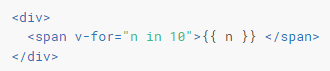 <div>
  <span v-for="n in 10">{{ n }} </span>
</div>